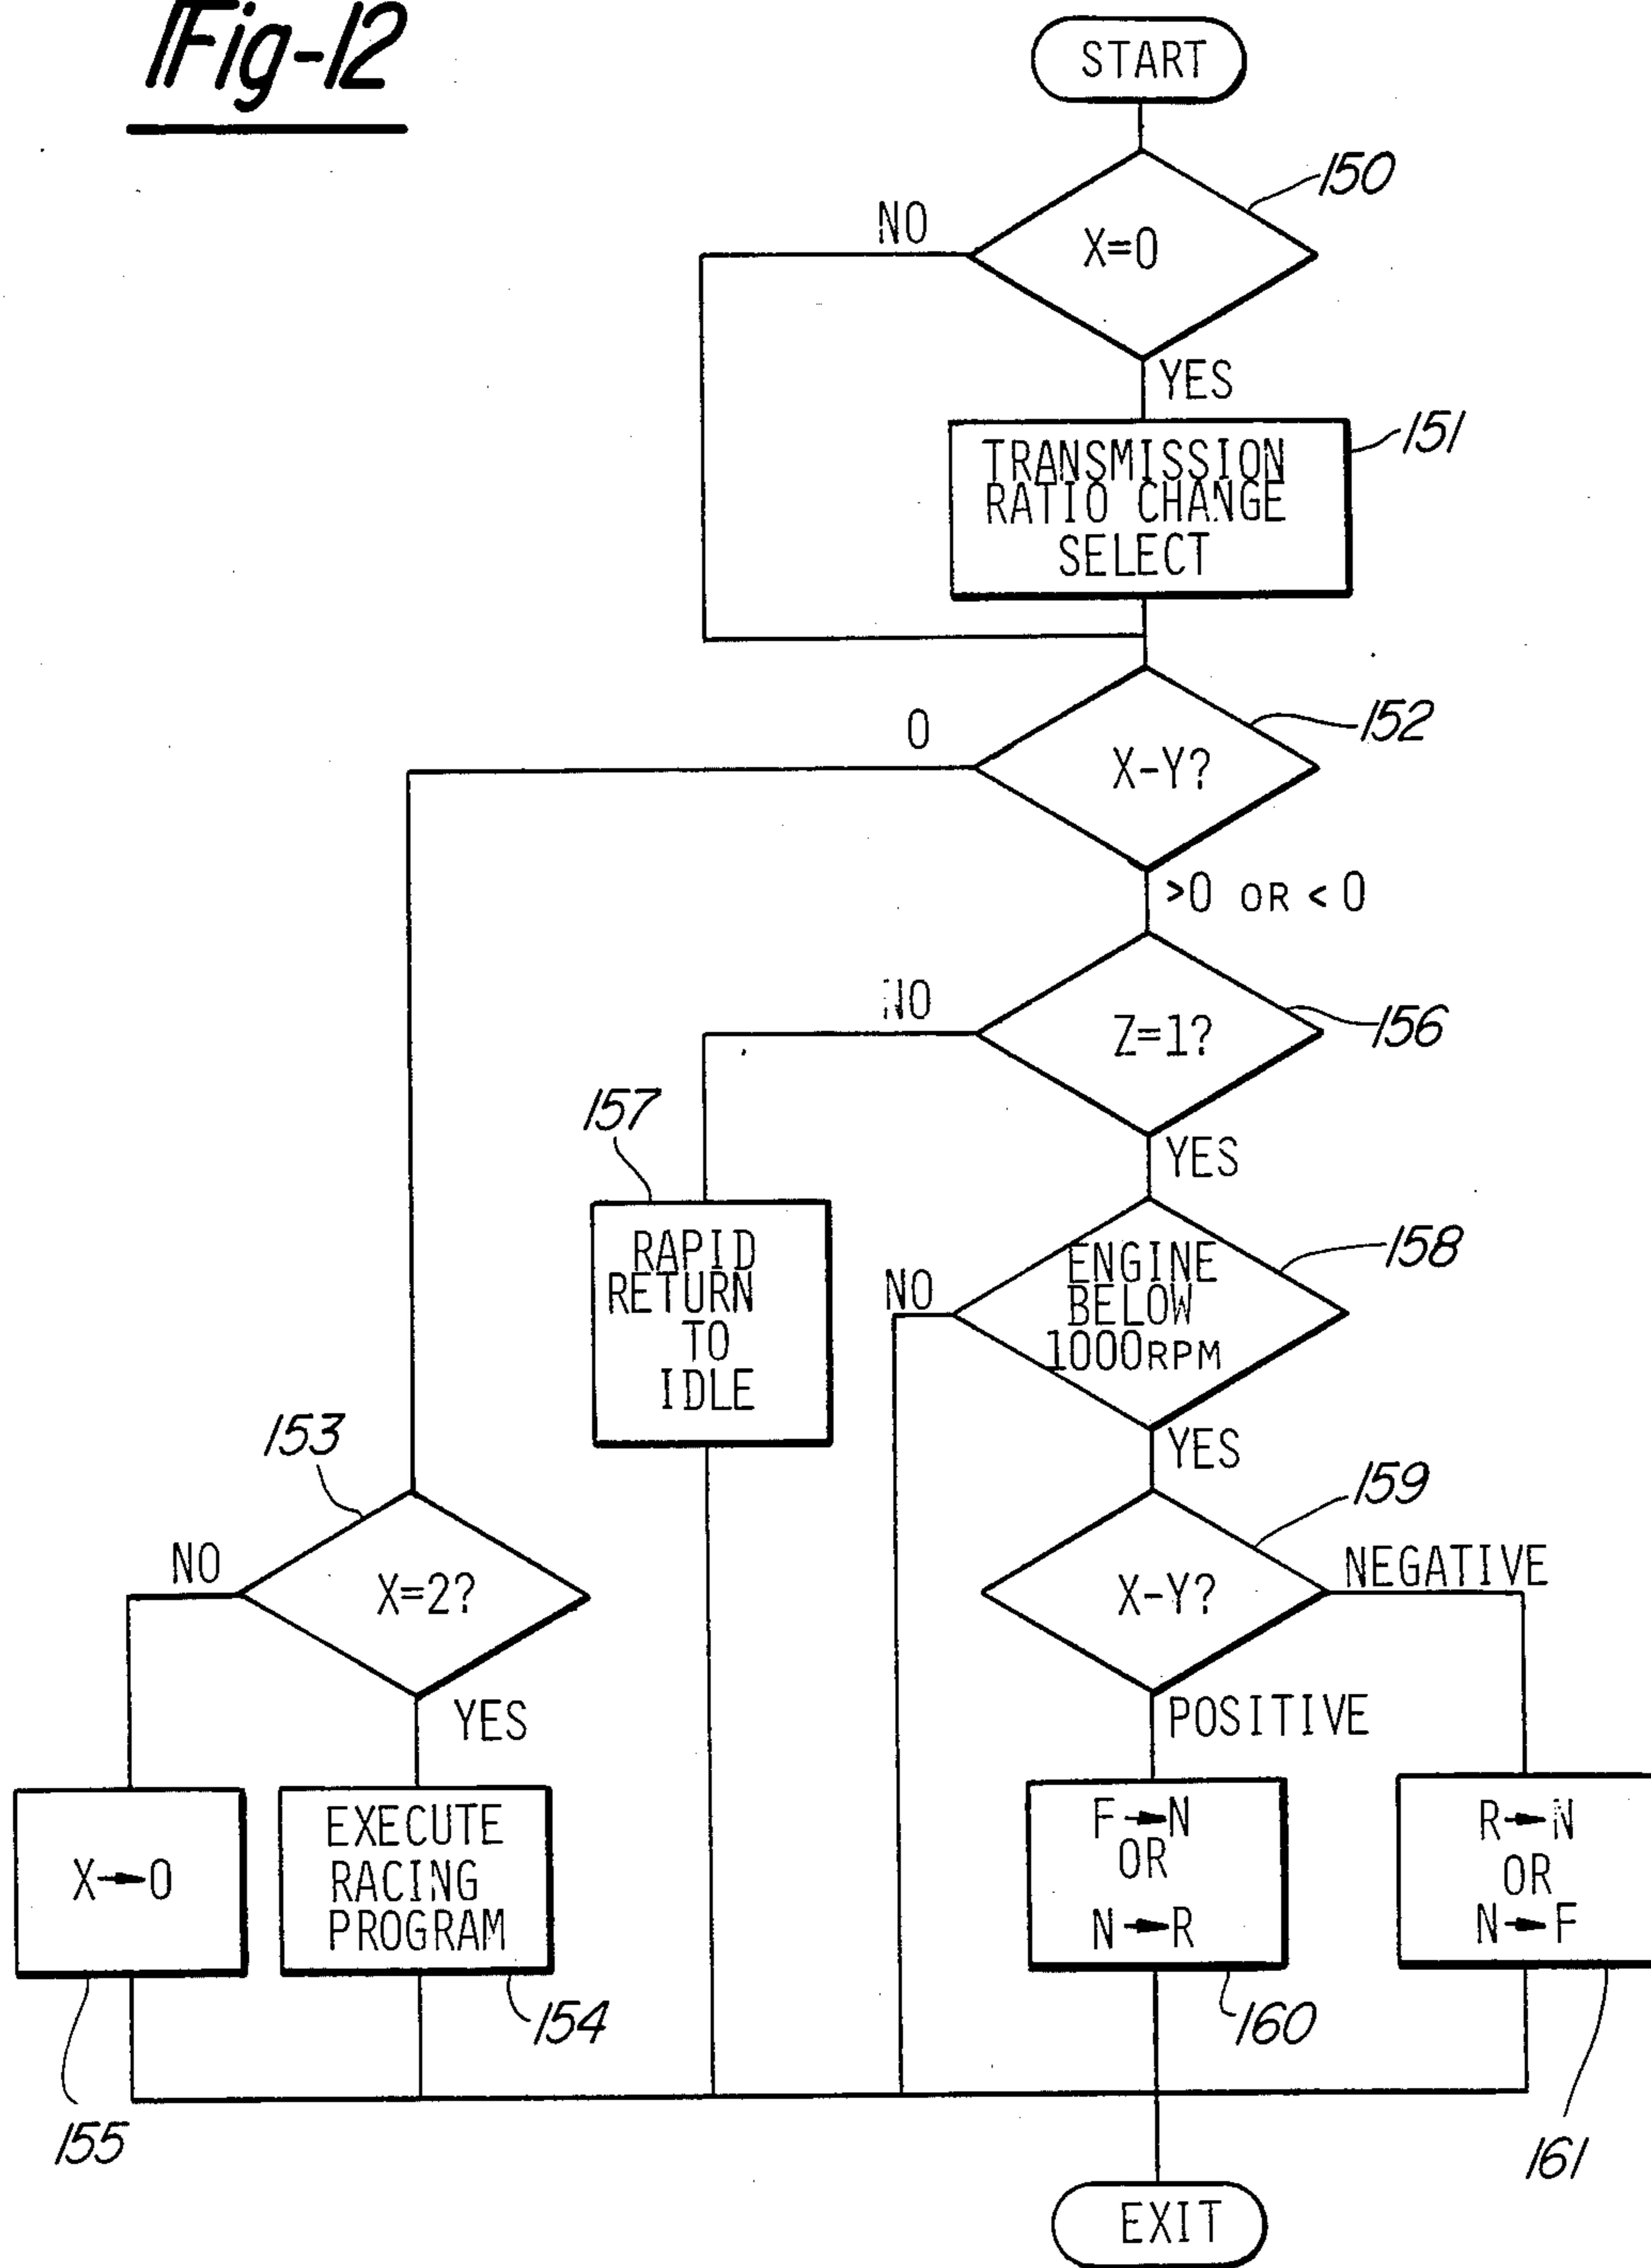 Fig-12
START
150
NO
X=0
YES
151
TRANSMISSION
RATIO CHANGE
SELECT
152
0
X-Y?
>0 OR < 0
NO
156
Z=1?
157
YES
RAPID
RETURN
TO
IDLE
158
NO
ENGINE
BELOW
1000RPM
YES
153
159
NO
X=2?
NEGATIVE
X-Y?
YES
POSITIVE
X→0
EXECUTE
RACING
PROGRAM
F→N
OR
N→R
R→N
OR
N→F
154
160
155
161
EXIT